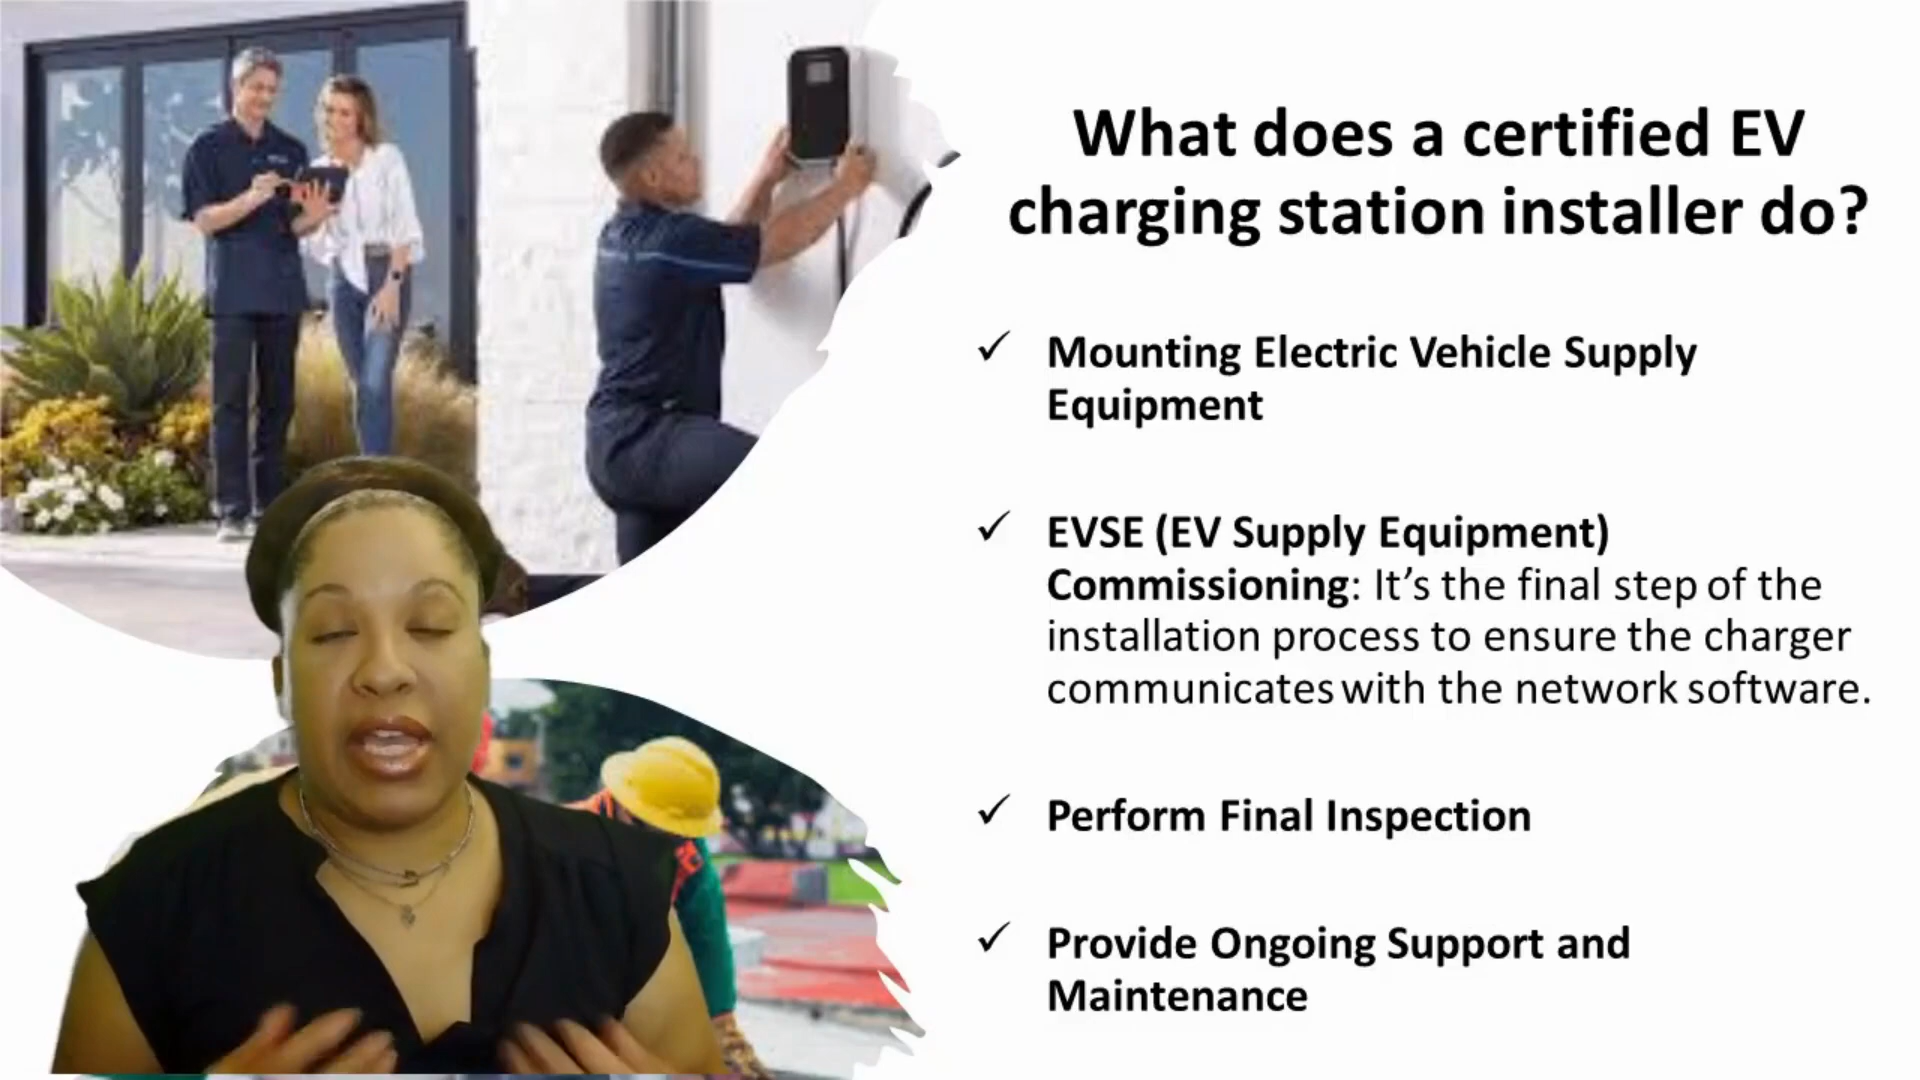 What does a certified EV
charging station installer do?
✓ Mounting Electric Vehicle Supply
Equipment
✓ EVSE (EV Supply Equipment)
Commissioning: It’s the final step of the
installation process to ensure the charger
communicates with the network software.
✓ Perform Final Inspection
✓ Provide Ongoing Support and
Maintenance